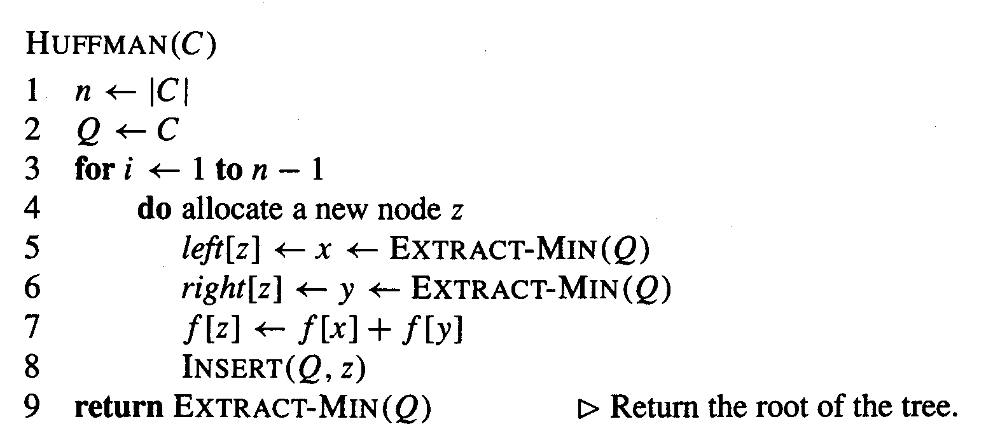 HUFFMAN(C)
1 n ← |C|
2 Q ← C
3 for i ← 1 to n − 1
4 do allocate a new node z
5 left[z] ← x ← EXTRACT-MIN(Q)
6 right[z] ← y ← EXTRACT-MIN(Q)
7 f[z] ← f[x] + f[y]
8 INSERT(Q, z)
9 return EXTRACT-MIN(Q) ▷ Return the root of the tree.